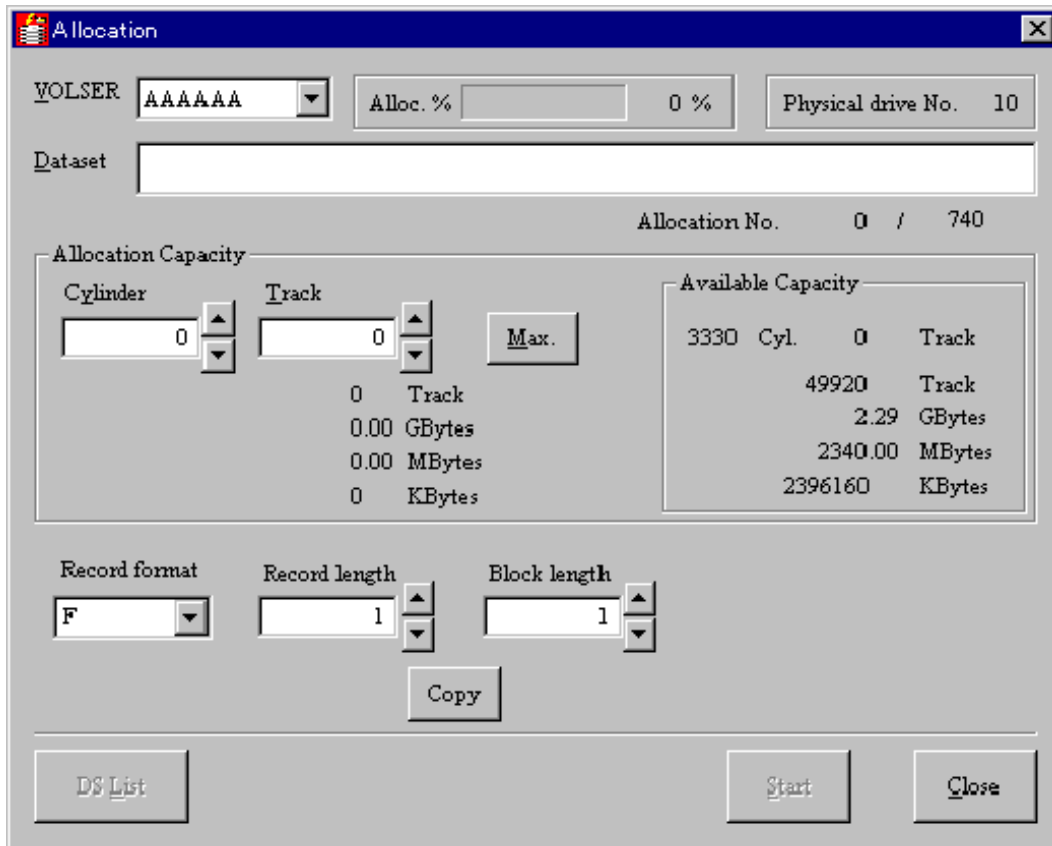 Allocation
VOLSER AAAAAA Alloc. % 0 % Physical drive No. 10
Dataset
Allocation No. 0 / 740
Allocation Capacity
Cylinder Track Available Capacity
0 0 Max. 3330 Cyl. 0 Track
0 Track 49920 Track
0.00 GBytes 2.29 GBytes
0.00 MBytes 2340.00 MBytes
0 KBytes 2396160 KBytes
Record format Record length Block length
F 1 1
Copy
DS List Start Close